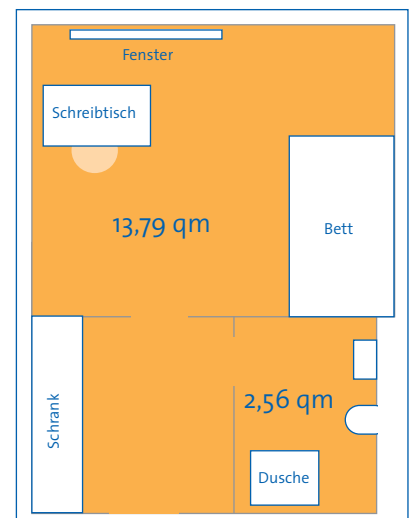 Fenster
Schreibtisch
13,79 qm
Bett
2,56 qm
Schrank
Dusche